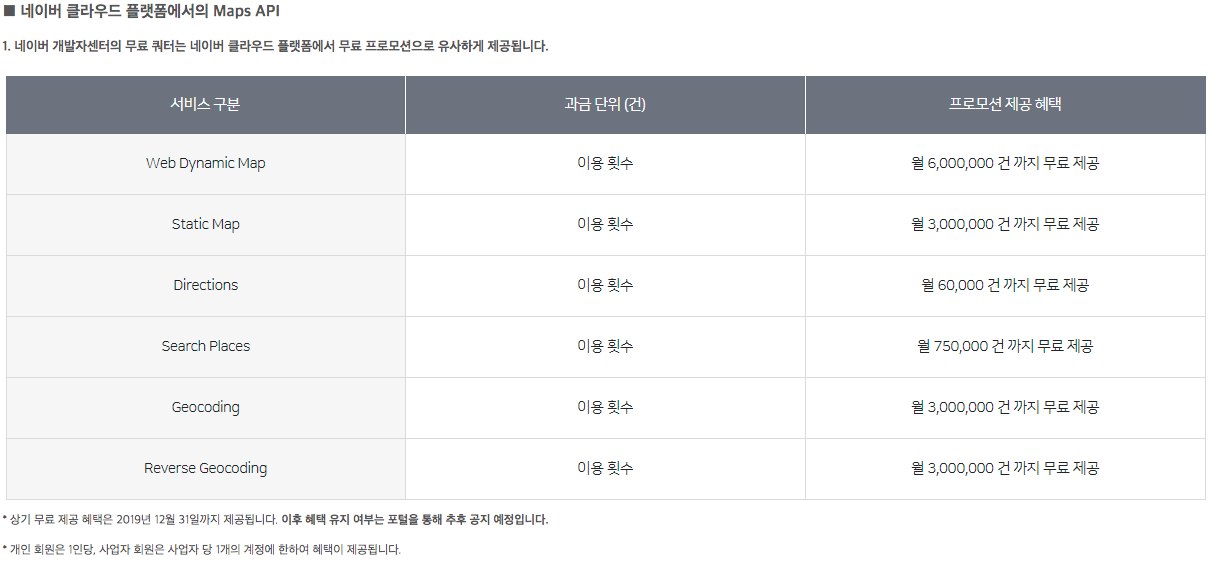 ■ 네이버 클라우드 플랫폼에서의 Maps API
1. 네이버 개발자센터의 무료 쿼터는 네이버 클라우드 플랫폼에서 무료 프로모션으로 유사하게 제공됩니다.
서비스 구분 과금 단위 (건) 프로모션 제공 혜택
Web Dynamic Map 이용 횟수 월 6,000,000 건 까지 무료 제공
Static Map 이용 횟수 월 3,000,000 건 까지 무료 제공
Directions 이용 횟수 월 60,000 건 까지 무료 제공
Search Places 이용 횟수 월 750,000 건 까지 무료 제공
Geocoding 이용 횟수 월 3,000,000 건 까지 무료 제공
Reverse Geocoding 이용 횟수 월 3,000,000 건 까지 무료 제공
* 상기 무료 제공 혜택은 2019년 12월 31일까지 제공됩니다. 이후 혜택 유지 여부는 포털을 통해 추후 공지 예정입니다.
* 개인 회원은 1인당, 사업자 회원은 사업자 당 1개의 계정에 한하여 혜택이 제공됩니다.